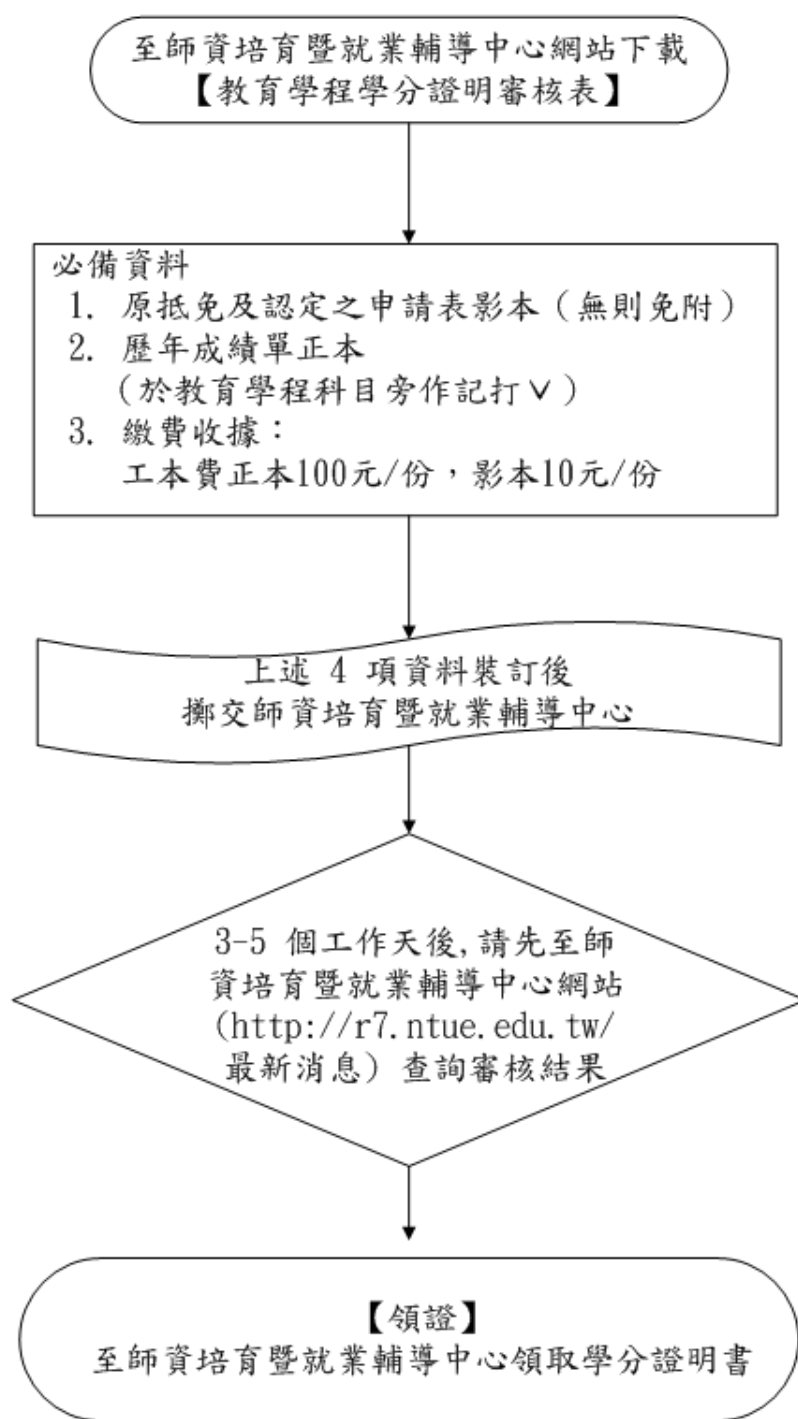 至師資培育暨就業輔導中心網站下載
【教育學程學分證明審核表】
必備資料
1. 原抵免及認定之申請表影本（無則免附）
2. 歷年成績單正本
（於教育學程科目旁作記打∨）
3. 繳費收據：
工本費正本100元/份，影本10元/份
上述 4 項資料裝訂後
擲交師資培育暨就業輔導中心
3-5 個工作天後,請先至師
資培育暨就業輔導中心網站
(http://r7.ntue.edu.tw/
最新消息) 查詢審核結果
【領證】
至師資培育暨就業輔導中心領取學分證明書